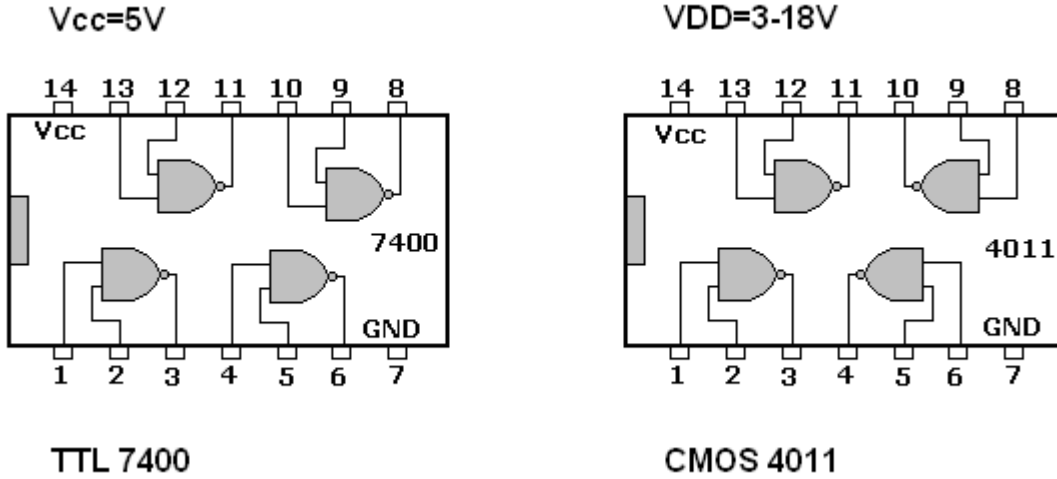 Vcc=5V
VDD=3-18V
14 13 12 11 10 9 8
Vcc
7400
GND
1 2 3 4 5 6 7
14 13 12 11 10 9 8
Vcc
4011
GND
1 2 3 4 5 6 7
TTL 7400
CMOS 4011